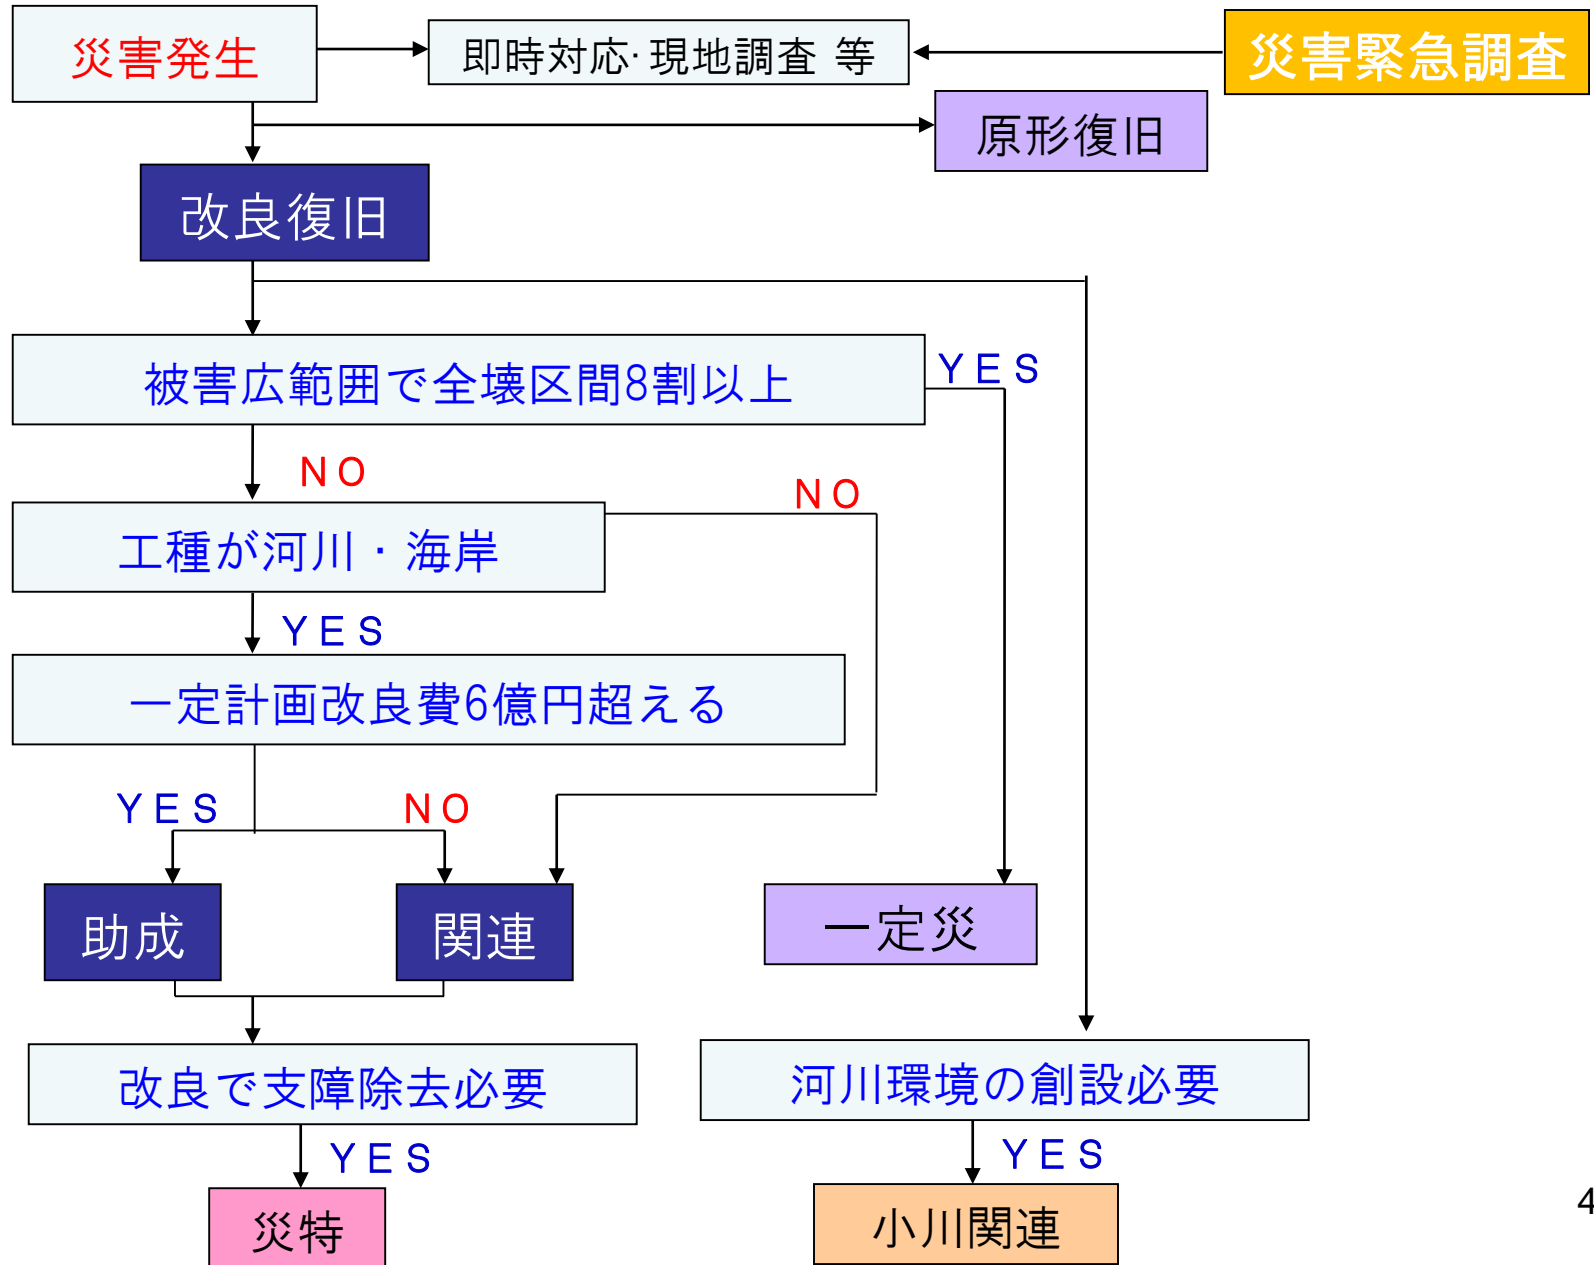 災害発生
即時対応･現地調査 等
災害緊急調査
原形復旧
改良復旧
被害広範囲で全壊区間8割以上
ＹＥＳ
ＮＯ
ＮＯ
工種が河川・海岸
ＹＥＳ
一定計画改良費6億円超える
ＹＥＳ
ＮＯ
助成
関連
一定災
改良で支障除去必要
河川環境の創設必要
ＹＥＳ
ＹＥＳ
災特
小川関連
4